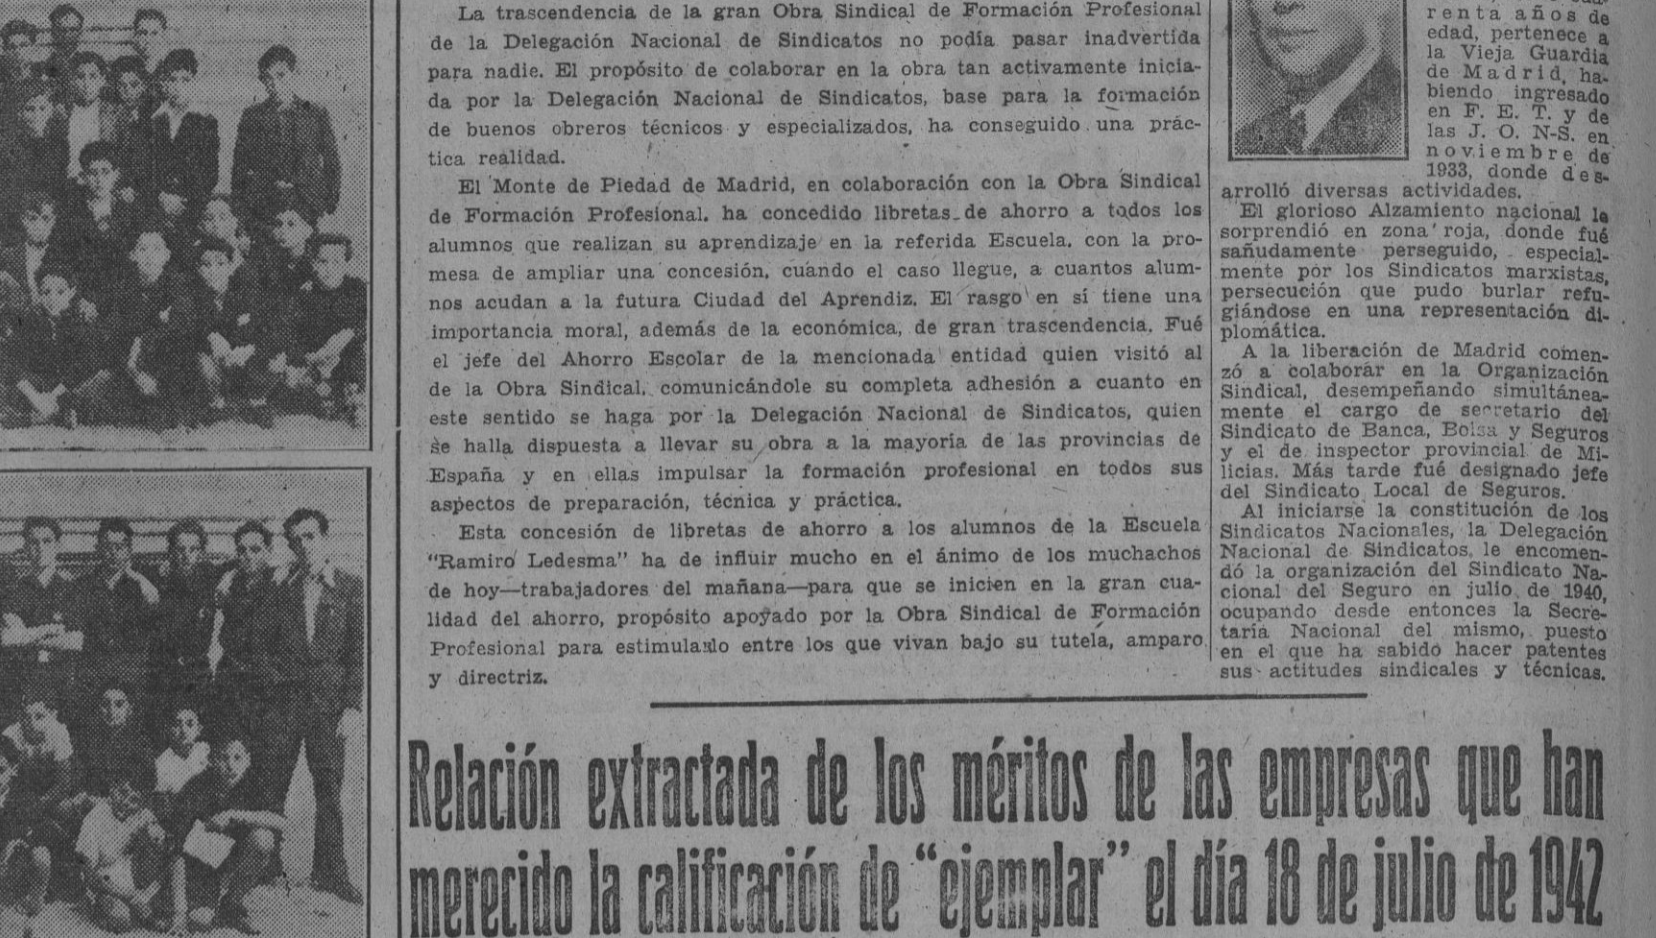 La trascendencia de la gran Obra Sindical de Formación Profesional
de la Delegación Nacional de Sindicatos no podía pasar inadvertida
para nadie. El propósito de colaborar en la obra tan activamente inicia-
da por la Delegación Nacional de Sindicatos, base para la formación
de buenos obreros técnicos y especializados, ha conseguido una prác-
tica realidad.
El Monte de Piedad de Madrid, en colaboración con la Obra Sindical
de Formación Profesional. ha concedido libretas de ahorro a todos los
alumnos que realizan su aprendizaje en la referida Escuela. con la pro-
mesa de ampliar una concesión, cuando el caso llegue, a cuantos alum-
nos acudan a la futura Ciudad del Aprendiz. El rasgo en sí tiene una
importancia moral, además de la económica, de gran trascendencia. Fué
el jefe del Ahorro Escolar de la mencionada entidad quien visitó al
de la Obra Sindical, comunicándole su completa adhesión a cuanto en
este sentido se haga por la Delegación Nacional de Sindicatos, quien
se halla dispuesta a llevar su obra a la mayoría de las provincias de
España y en ellas impulsar la formación profesional en todos sus
aspectos de preparación, técnica y práctica.
Esta concesión de libretas de ahorro a los alumnos de la Escuela
"Ramiro Ledesma" ha de influir mucho en el ánimo de los muchachos
de hoy—trabajadores del mañana—para que se inicien en la gran cua-
lidad del ahorro, propósito apoyado por la Obra Sindical de Formación
Profesional para estimularlo entre los que vivan bajo su tutela, amparo
y directriz.
renta años de
edad, pertenece a
la Vieja Guardia
de Madrid, ha-
biendo ingresado
en F. E. T. y de
las J. O. N-S. en
noviembre de
1933, donde des-
arrolló diversas actividades.
El glorioso Alzamiento nacional le
sorprendió en zona roja, donde fué
sañudamente perseguido, especial-
mente por los Sindicatos marxistas,
persecución que pudo burlar refu-
giándose en una representación di-
plomática.
A la liberación de Madrid comen-
zó a colaborar en la Organización
Sindical, desempeñando simultánea-
mente el cargo de secretario del
Sindicato de Banca, Bolsa y Seguros
y el de inspector provincial de Mi-
licias. Más tarde fué designado jefe
del Sindicato Local de Seguros.
Al iniciarse la constitución de los
Sindicatos Nacionales, la Delegación
Nacional de Sindicatos le encomen-
dó la organización del Sindicato Na-
cional del Seguro en julio de 1940,
ocupando desde entonces la Secre-
taría Nacional del mismo, puesto
en el que ha sabido hacer patentes
sus actitudes sindicales y técnicas.
Relación extractada de los méritos de las empresas que han
merecido la calificación de "ejemplar" el día 18 de julio de 1942